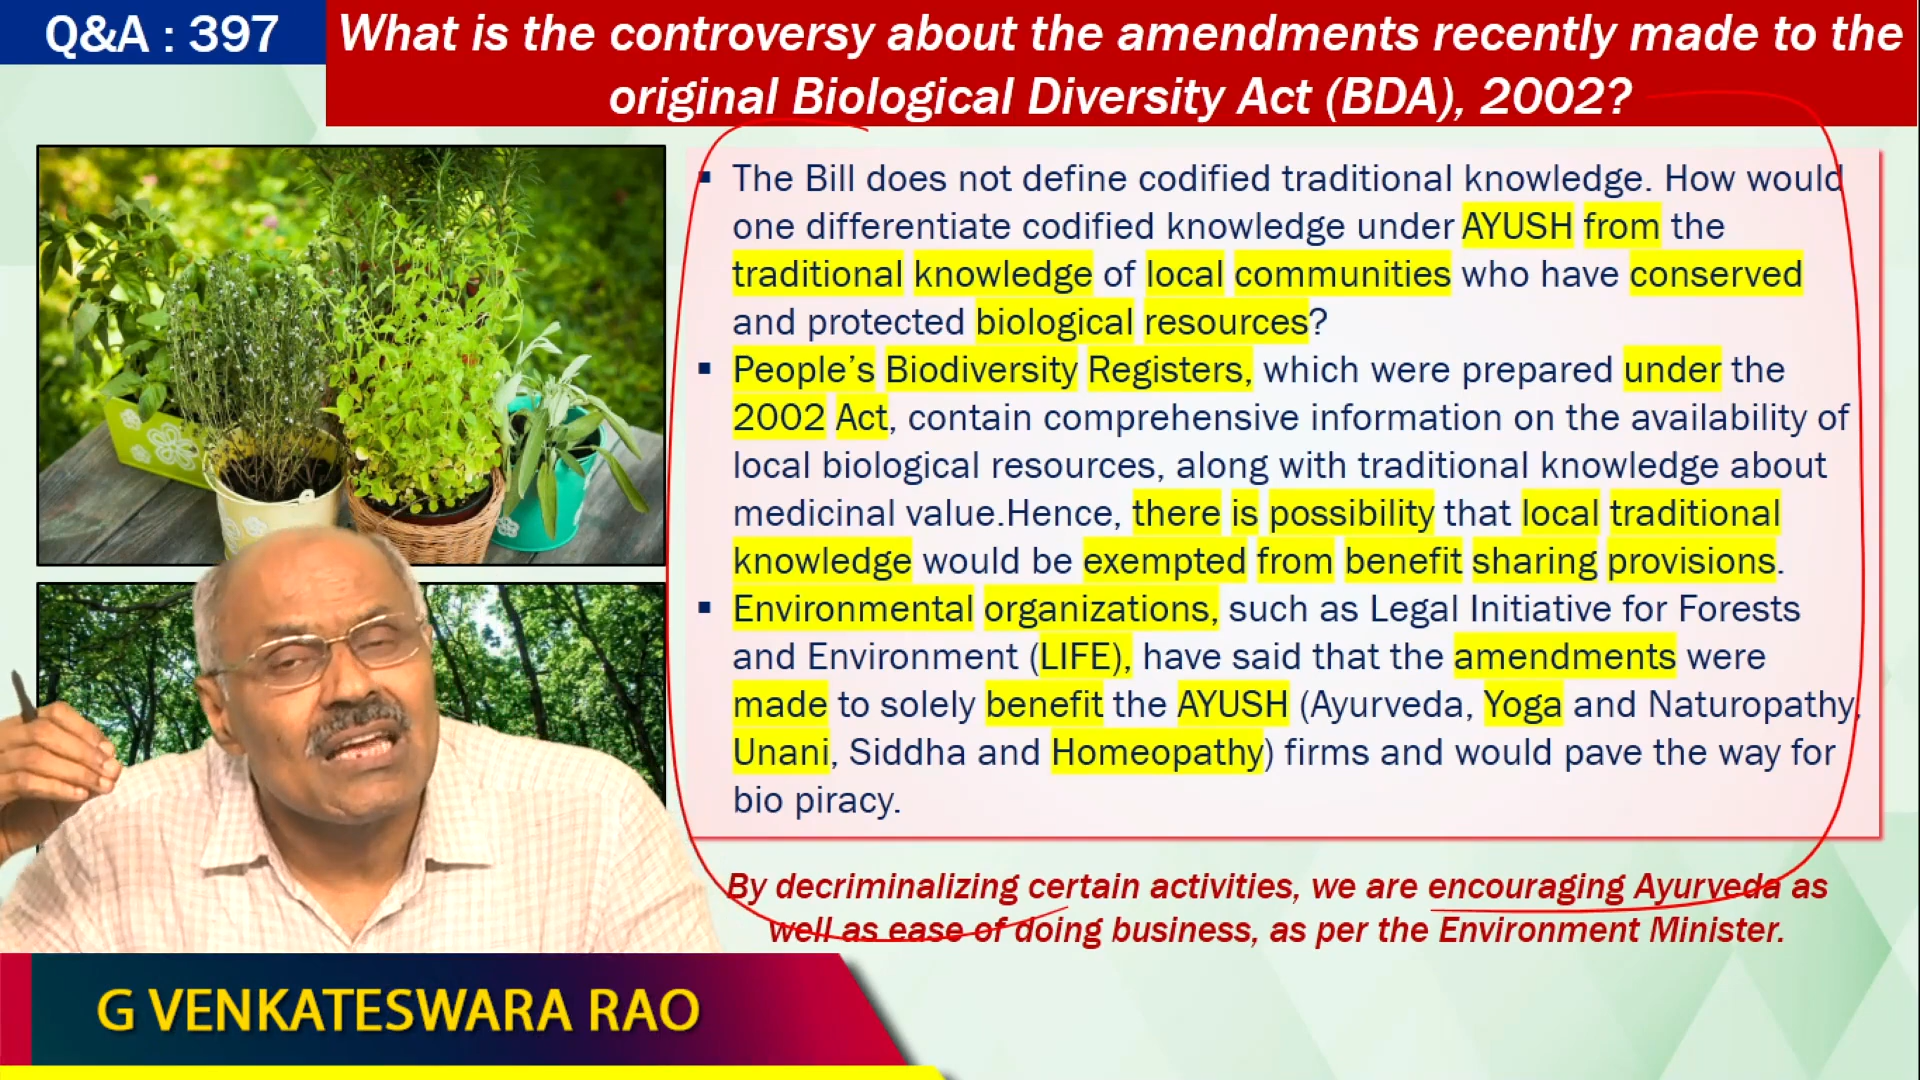 Q&A : 397
What is the controversy about the amendments recently made to the
original Biological Diversity Act (BDA), 2002?
▪ The Bill does not define codified traditional knowledge. How would
one differentiate codified knowledge under AYUSH from the
traditional knowledge of local communities who have conserved
and protected biological resources?
▪ People’s Biodiversity Registers, which were prepared under the
2002 Act, contain comprehensive information on the availability of
local biological resources, along with traditional knowledge about
medicinal value.Hence, there is possibility that local traditional
knowledge would be exempted from benefit sharing provisions.
▪ Environmental organizations, such as Legal Initiative for Forests
and Environment (LIFE), have said that the amendments were
made to solely benefit the AYUSH (Ayurveda, Yoga and Naturopathy,
Unani, Siddha and Homeopathy) firms and would pave the way for
bio piracy.
By decriminalizing certain activities, we are encouraging Ayurveda as
well as ease of doing business, as per the Environment Minister.
G VENKATESWARA RAO